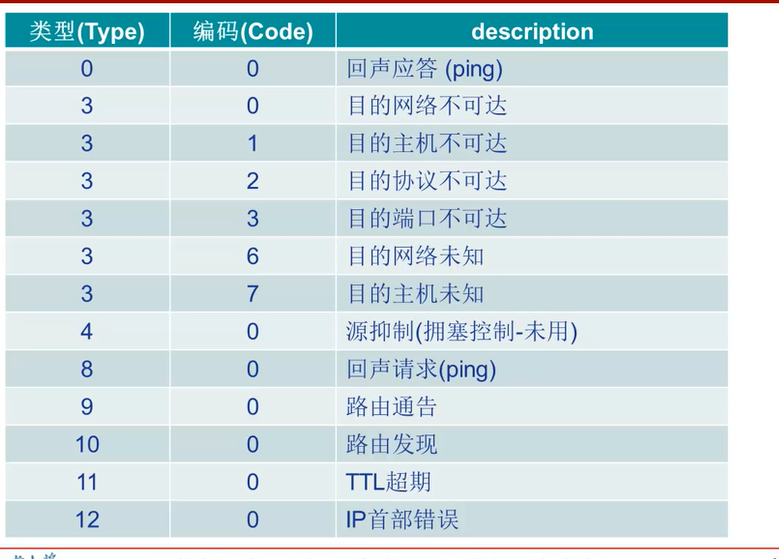 类型(Type) 编码(Code) description
0 0 回声应答 (ping)
3 0 目的网络不可达
3 1 目的主机不可达
3 2 目的协议不可达
3 3 目的端口不可达
3 6 目的网络未知
3 7 目的主机未知
4 0 源抑制(拥塞控制-未用)
8 0 回声请求(ping)
9 0 路由通告
10 0 路由发现
11 0 TTL超期
12 0 IP首部错误